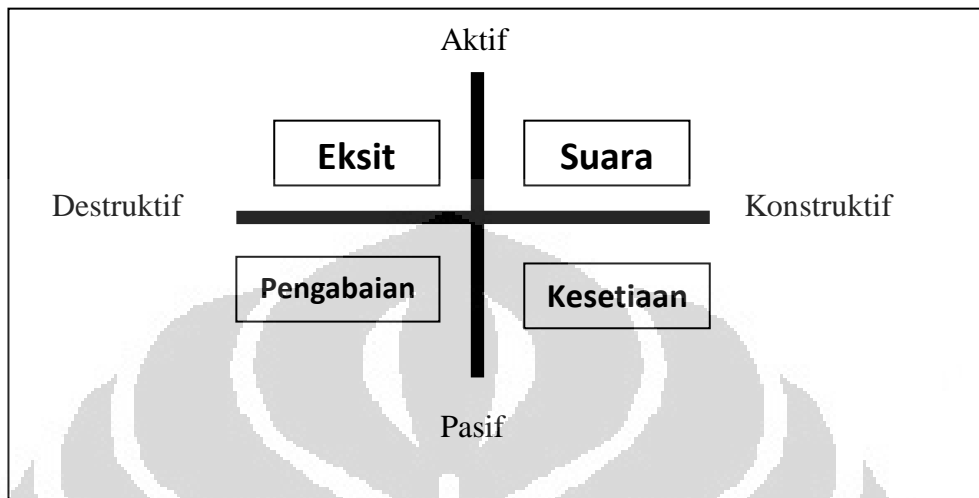 Aktif
Eksit
Suara
Destruktif
Konstruktif
Pengabaian
Kesetiaan
Pasif